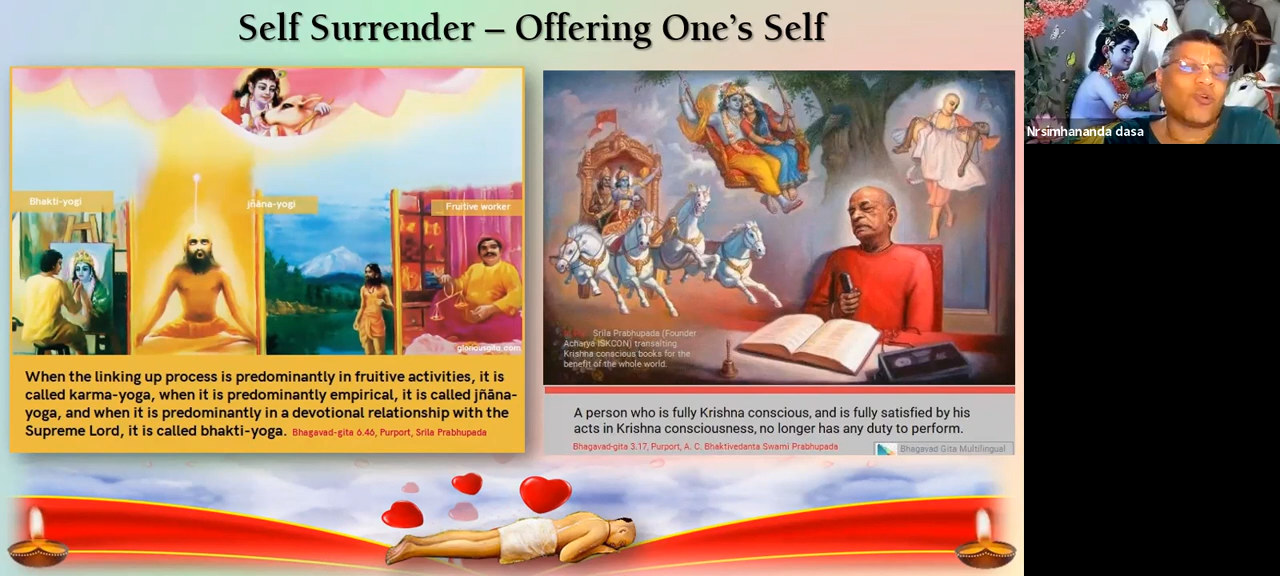 Self Surrender – Offering One's Self
Bhakti-yogi
jñāna-yogi
Fruitive worker
gloriousgita.com
When the linking up process is predominantly in fruitive activities, it is
called karma-yoga, when it is predominantly empirical, it is called jñāna-
yoga, and when it is predominantly in a devotional relationship with the
Supreme Lord, it is called bhakti-yoga. Bhagavad-gita 6.46, Purport, Srila Prabhupada
Srila Prabhupada (Founder
Acharya ISKCON) transalting
Krishna conscious books for the
benefit of the whole world.
A person who is fully Krishna conscious, and is fully satisfied by his
acts in Krishna consciousness, no longer has any duty to perform.
Bhagavad-gita 3.17, Purport, A. C. Bhaktivedanta Swami Prabhupada
Bhagavad Gita Multilingual
Nrsimhananda dasa